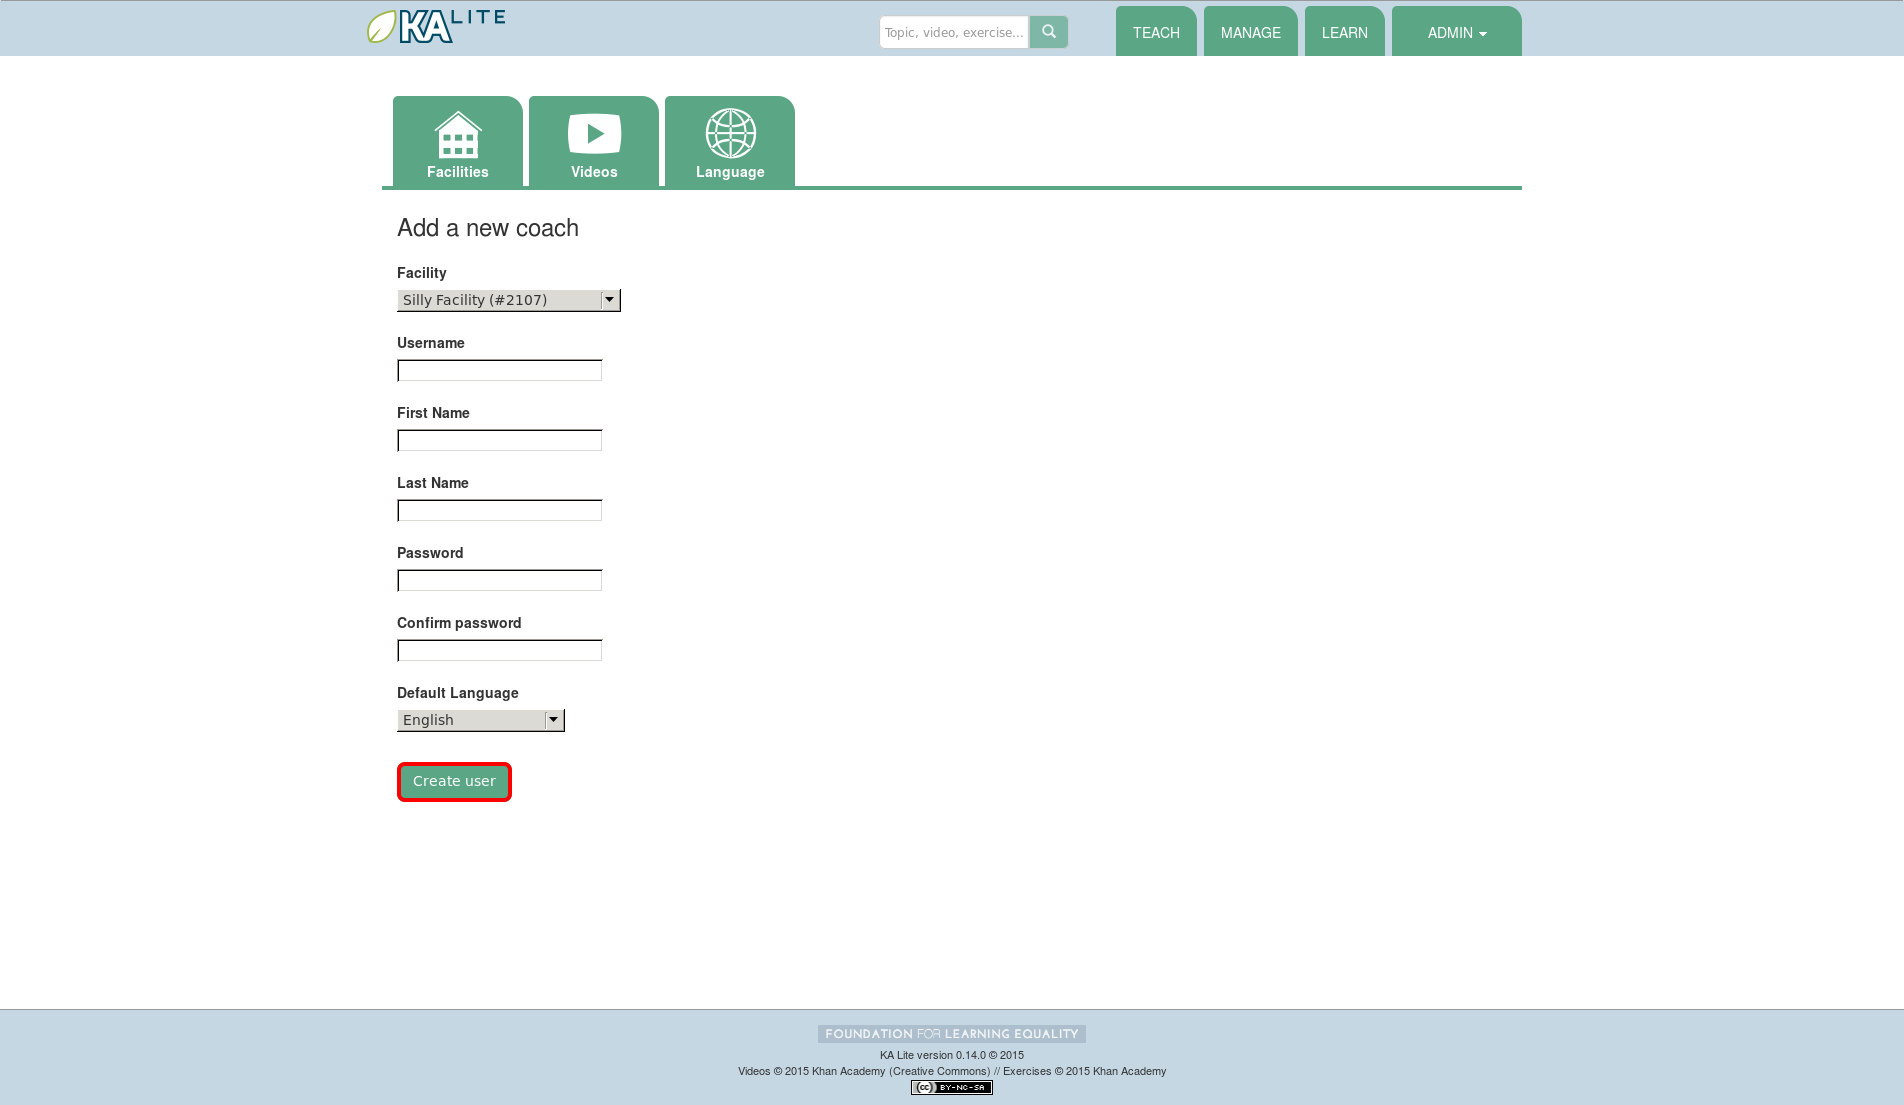 KA LITE
Topic, video, exercise...
TEACH
MANAGE
LEARN
ADMIN
Facilities
Videos
Language
Add a new coach
Facility
Silly Facility (#2107)
Username
First Name
Last Name
Password
Confirm password
Default Language
English
Create user
FOUNDATION FOR LEARNING EQUALITY
KA Lite version 0.14.0 © 2015
Videos © 2015 Khan Academy (Creative Commons) // Exercises © 2015 Khan Academy
cc BY-NC-SA